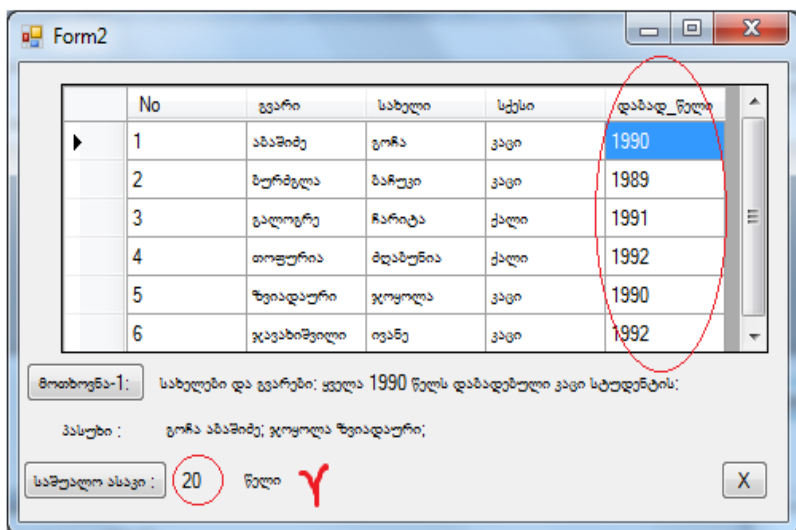 Form2
No გვარი სახელი სქესი დაბად_წელი
1 აბაშიძე გოჩა კაცი 1990
2 ბურძგლა ბაჩუკი კაცი 1989
3 გალოგრე ჩარიტა ქალი 1991
4 თოფურია მღაბუნია ქალი 1992
5 ზვიადაური ჯოყოლა კაცი 1990
6 ჯავახიშვილი ივანე კაცი 1992
მოთხოვნა-1: სახელები და გვარები: ყველა 1990 წელს დაბადებული კაცი სტუდენტის:
პასუხი : გოჩა აბაშიძე; ჯოყოლა ზვიადაური;
საშუალო ასაკი : 20 წელი X